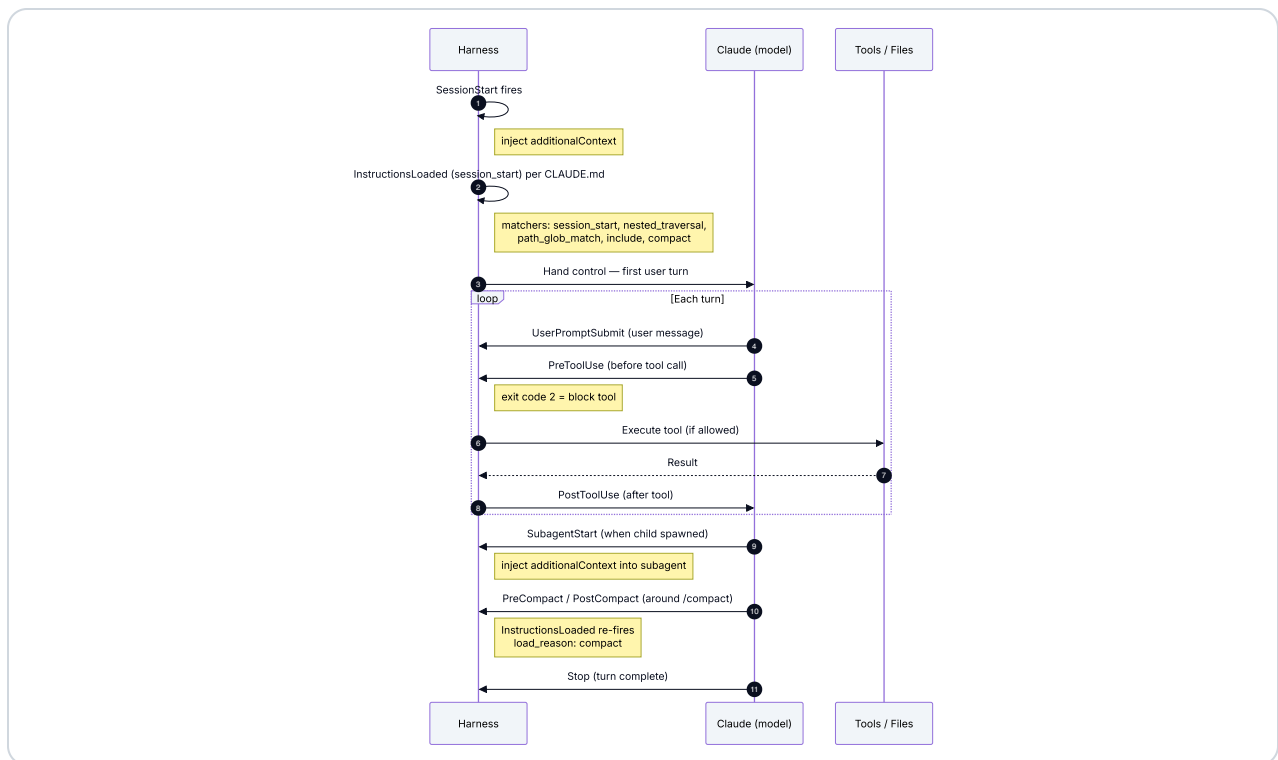 Harness
Claude (model)
Tools / Files
SessionStart fires
1
inject additionalContext
InstructionsLoaded (session_start) per CLAUDE.md
2
matchers: session_start, nested_traversal,
path_glob_match, include, compact
Hand control — first user turn
3
loop
[Each turn]
UserPromptSubmit (user message)
4
PreToolUse (before tool call)
5
exit code 2 = block tool
Execute tool (if allowed)
6
Result
7
PostToolUse (after tool)
8
SubagentStart (when child spawned)
9
inject additionalContext into subagent
PreCompact / PostCompact (around /compact)
10
InstructionsLoaded re-fires
load_reason: compact
Stop (turn complete)
11
Harness
Claude (model)
Tools / Files